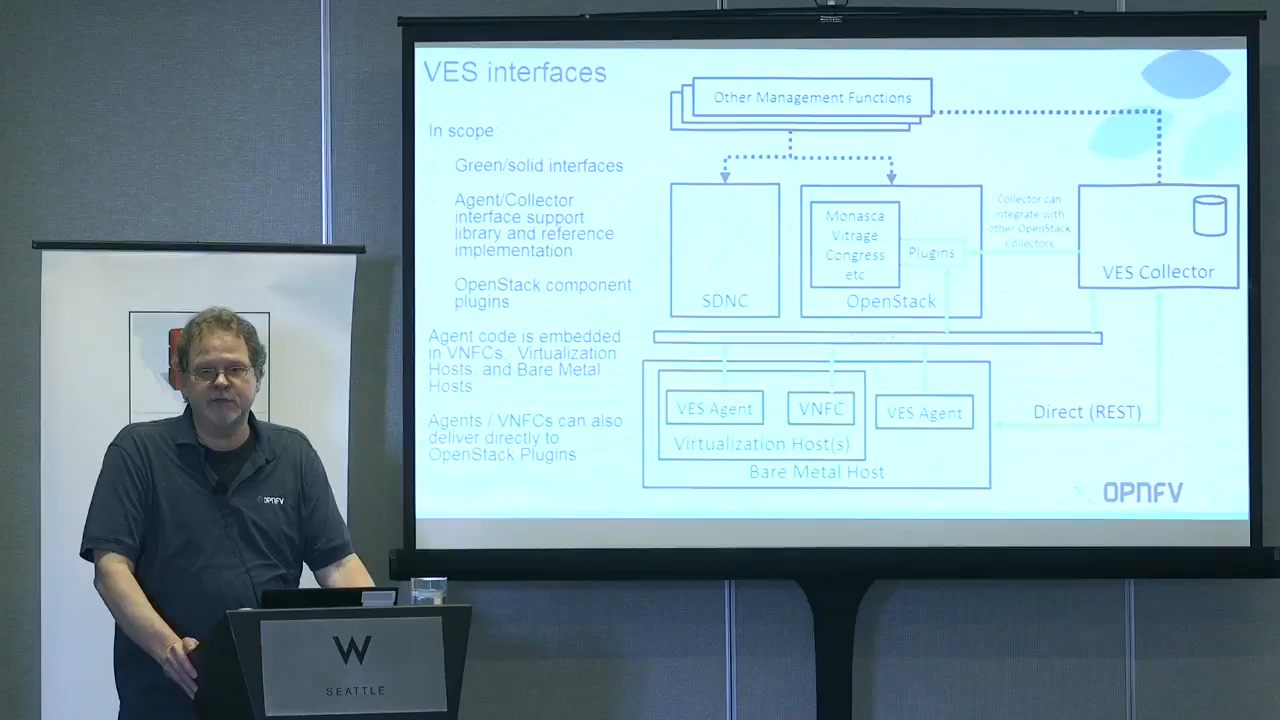 VES interfaces
In scope:
Green/solid interfaces
Agent/Collector
interface support
library and reference
implementation
OpenStack component
plugins
Agent code is embedded
in VNFCs, Virtualization
Hosts, and Bare Metal
Hosts
Agents / VNFCs can also
deliver directly to
OpenStack Plugins
Other Management Functions
SDNC
Monasca
Vitrage
Congress
etc
Plugins
OpenStack
Collector can
integrate with
other OpenStack
Collectors
VES Collector
VES Agent
VNFC
VES Agent
Virtualization Host(s)
Bare Metal Host
Direct (REST)
OPNFV
OPNFV
W
SEATTLE